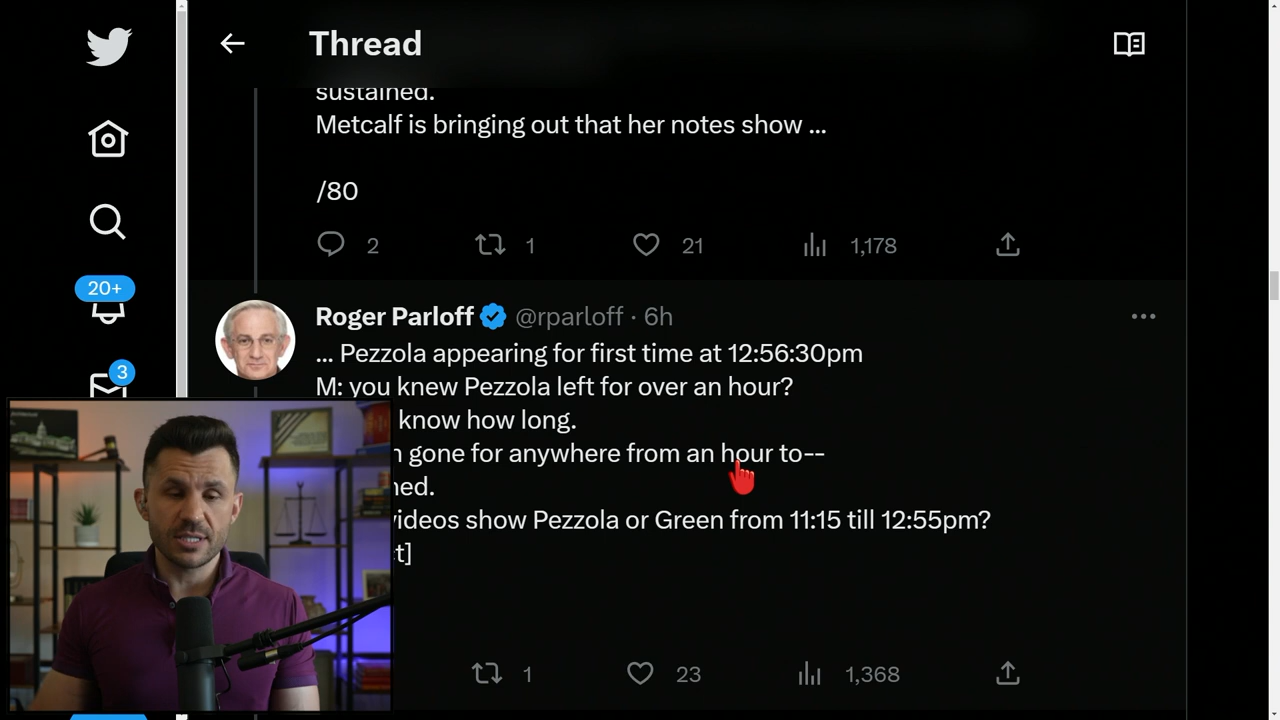 Thread
sustained.
Metcalf is bringing out that her notes show ...
/80
2 1 21 1,178
20+
Roger Parloff @rparloff · 6h
... Pezzola appearing for first time at 12:56:30pm
3
M: you knew Pezzola left for over an hour?
know how long.
gone for anywhere from an hour to--
videos show Pezzola or Green from 11:15 till 12:55pm?
1 23 1,368